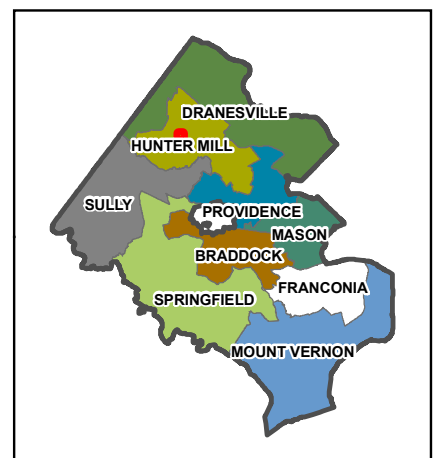 DRANESVILLE
HUNTER MILL
SULLY
PROVIDENCE
MASON
BRADDOCK
FRANCONIA
SPRINGFIELD
MOUNT VERNON